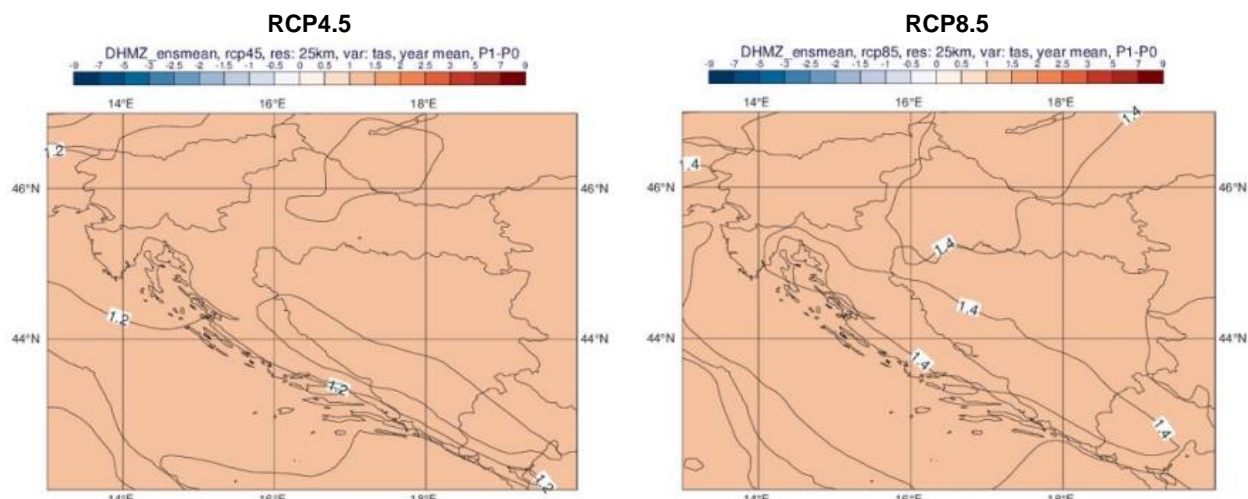 RCP4.5
DHMZ_ensmean, rcp45, res: 25km, var: tas, year mean, P1-P0
-9 -7 -5 -3 -2.5 -2 -1.5 -1 -0.5 0 0.5 1 1.5 2 2.5 3 5 7 9
14°E 16°E 18°E
1.2
46°N 46°N
1.2
44°N 44°N
1.2
1.2
14°E 16°E 18°E
RCP8.5
DHMZ_ensmean, rcp85, res: 25km, var: tas, year mean, P1-P0
-9 -7 -5 -3 -2.5 -2 -1.5 -1 -0.5 0 0.5 1 1.5 2 2.5 3 5 7 9
14°E 16°E 18°E
1.4
1.4
46°N 46°N
1.4
1.4
44°N 44°N
1.4
1.4
14°E 16°E 18°E